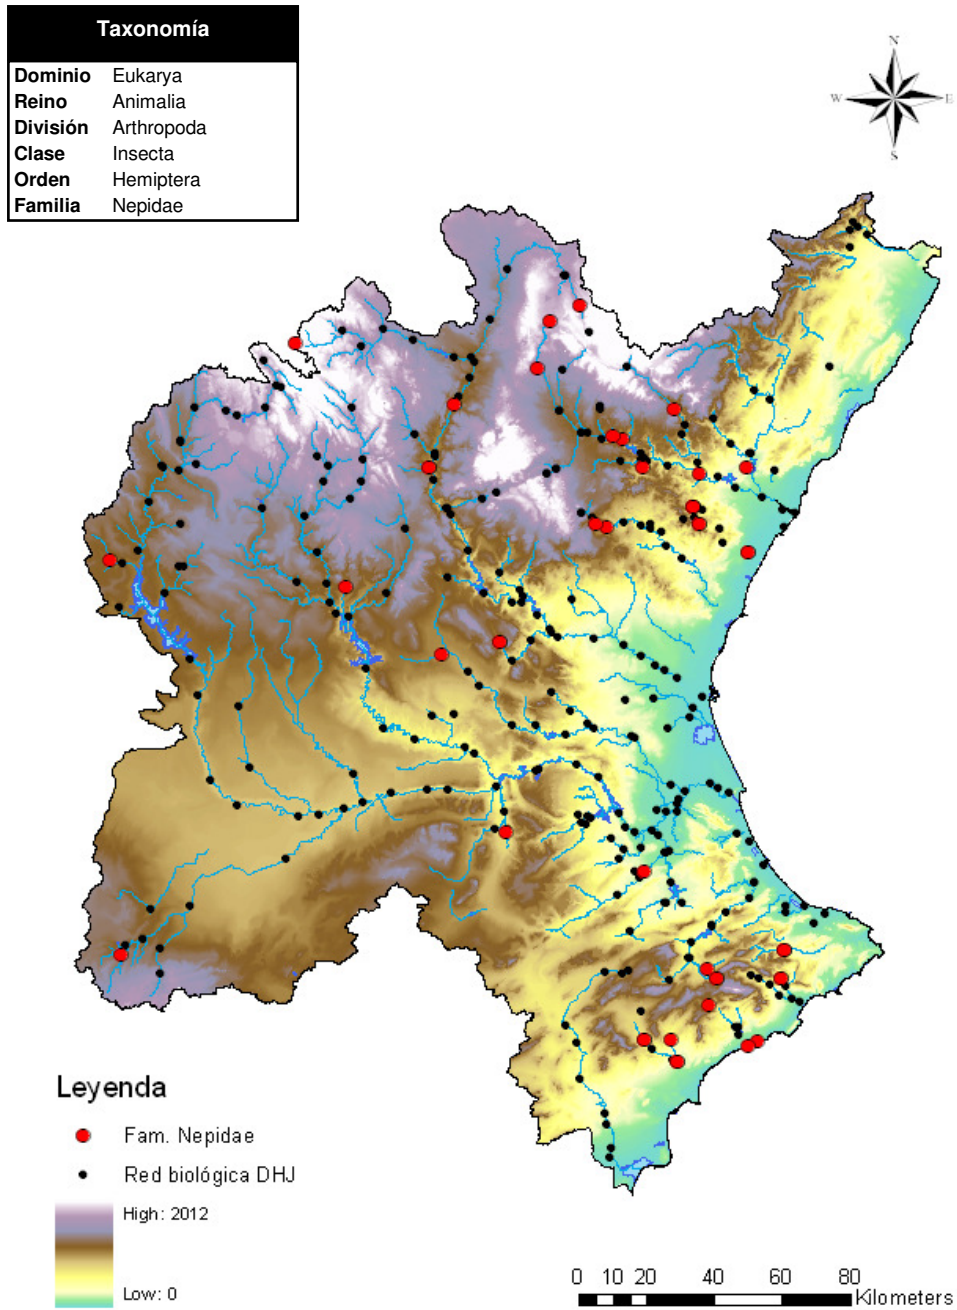 Taxonomía
Dominio Eukarya
Reino Animalia
División Arthropoda
Clase Insecta
Orden Hemiptera
Familia Nepidae
N
W E
S
Leyenda
Fam. Nepidae
Red biológica DHJ
High: 2012
Low: 0
0 10 20 40 60 80
Kilometers